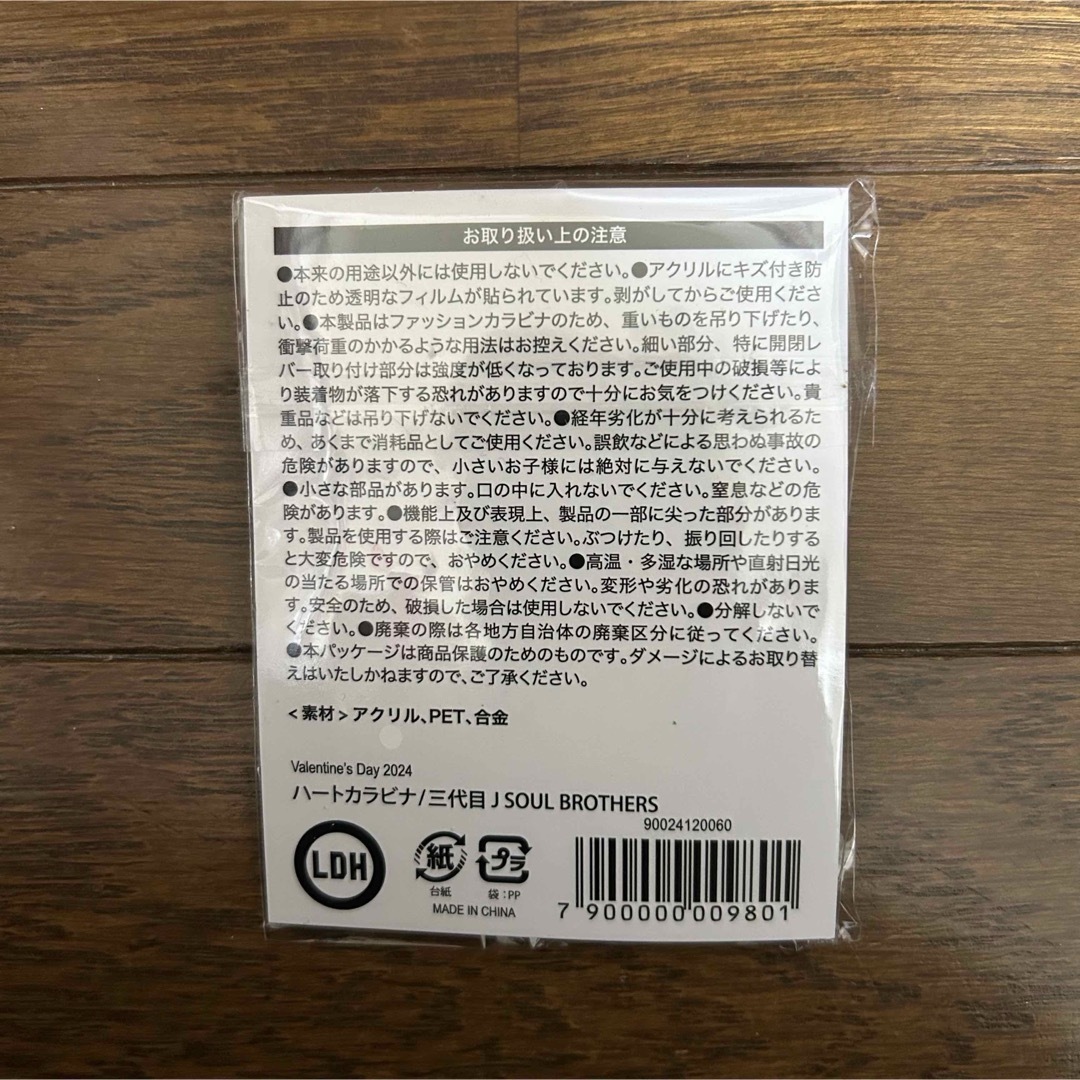 お取り扱い上の注意
●本来の用途以外には使用しないでください。●アクリルにキズ付き防
止のため透明なフィルムが貼られています。剥がしてからご使用くださ
い。●本製品はファッションカラビナのため、重いものを吊り下げたり、
衝撃荷重のかかるような用法はお控えください。細い部分、特に開閉レ
バー取り付け部分は強度が低くなっております。ご使用中の破損等によ
り装着物が落下する恐れがありますので十分にお気をつけください。貴
重品などは吊り下げないでください。●経年劣化が十分に考えられるた
め、あくまで消耗品としてご使用ください。誤飲などによる思わぬ事故の
危険がありますので、小さいお子様には絶対に与えないでください。
●小さな部品があります。口の中に入れないでください。窒息などの危
険があります。●機能上及び表現上、製品の一部に尖った部分がありま
す。製品を使用する際はご注意ください。ぶつけたり、振り回したりする
と大変危険ですので、おやめください。●高温・多湿な場所や直射日光
の当たる場所での保管はおやめください。変形や劣化の恐れがありま
す。安全のため、破損した場合は使用しないでください。●分解しないで
ください。●廃棄の際は各地方自治体の廃棄区分に従ってください。
●本パッケージは商品保護のためのものです。ダメージによるお取り替
えはいたしかねますので、ご了承ください。
<素材>アクリル、PET、合金
Valentine's Day 2024
ハートカラビナ/三代目 J SOUL BROTHERS
90024120060
LDH
紙
プラ
台紙
袋:PP
MADE IN CHINA
7 900000 009801